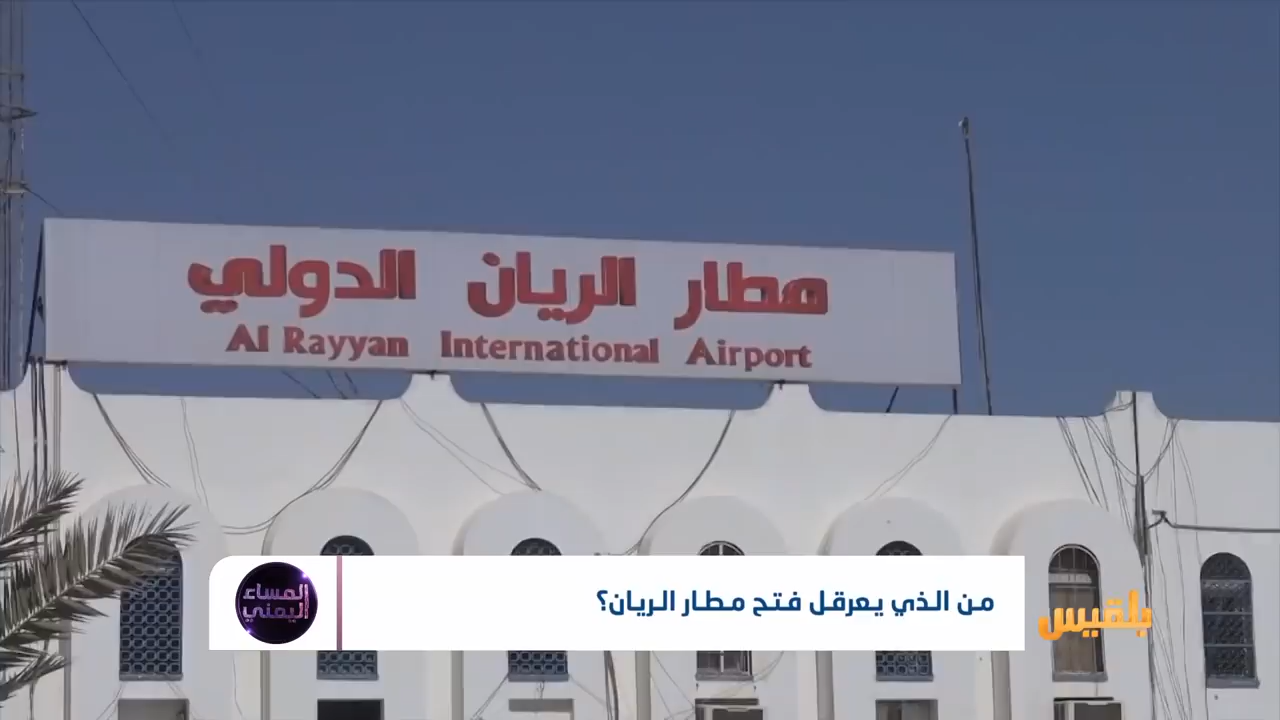 مطار الريان الدولي
Al Rayyan International Airport
من الذي يعرقل فتح مطار الريان؟
المساء
اليمني
بلقيس